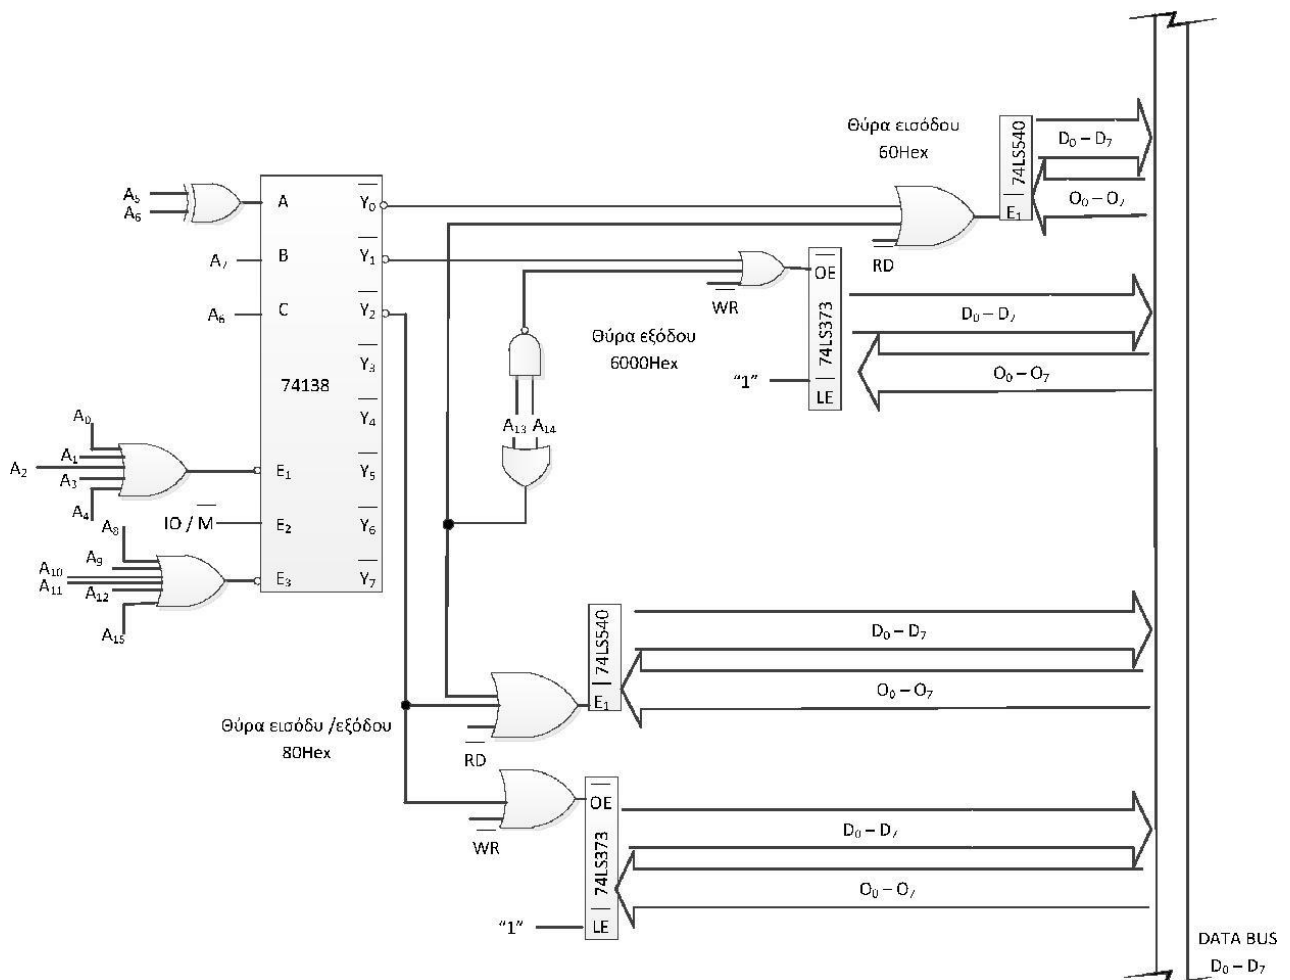 Θύρα εισόδου
60Hex
74LS540
E₁
D₀ – D₇
O₀ – O₇
A₅
A₆
A₇
A₆
A
B
C
74138
E₁
E₂
E₃
Y₀
Y₁
Y₂
Y₃
Y₄
Y₅
Y₆
Y₇
RD
WR
OE
74LS373
LE
"1"
D₀ – D₇
O₀ – O₇
Θύρα εξόδου
6000Hex
A₁₃ A₁₄
A₀
A₁
A₂
A₃
A₄
IO / M
A₈
A₉
A₁₀
A₁₁
A₁₂
A₁₅
74LS540
E₁
D₀ – D₇
O₀ – O₇
Θύρα εισόδυ /εξόδου
80Hex
RD
WR
OE
74LS373
LE
"1"
D₀ – D₇
O₀ – O₇
DATA BUS
D₀ – D₇